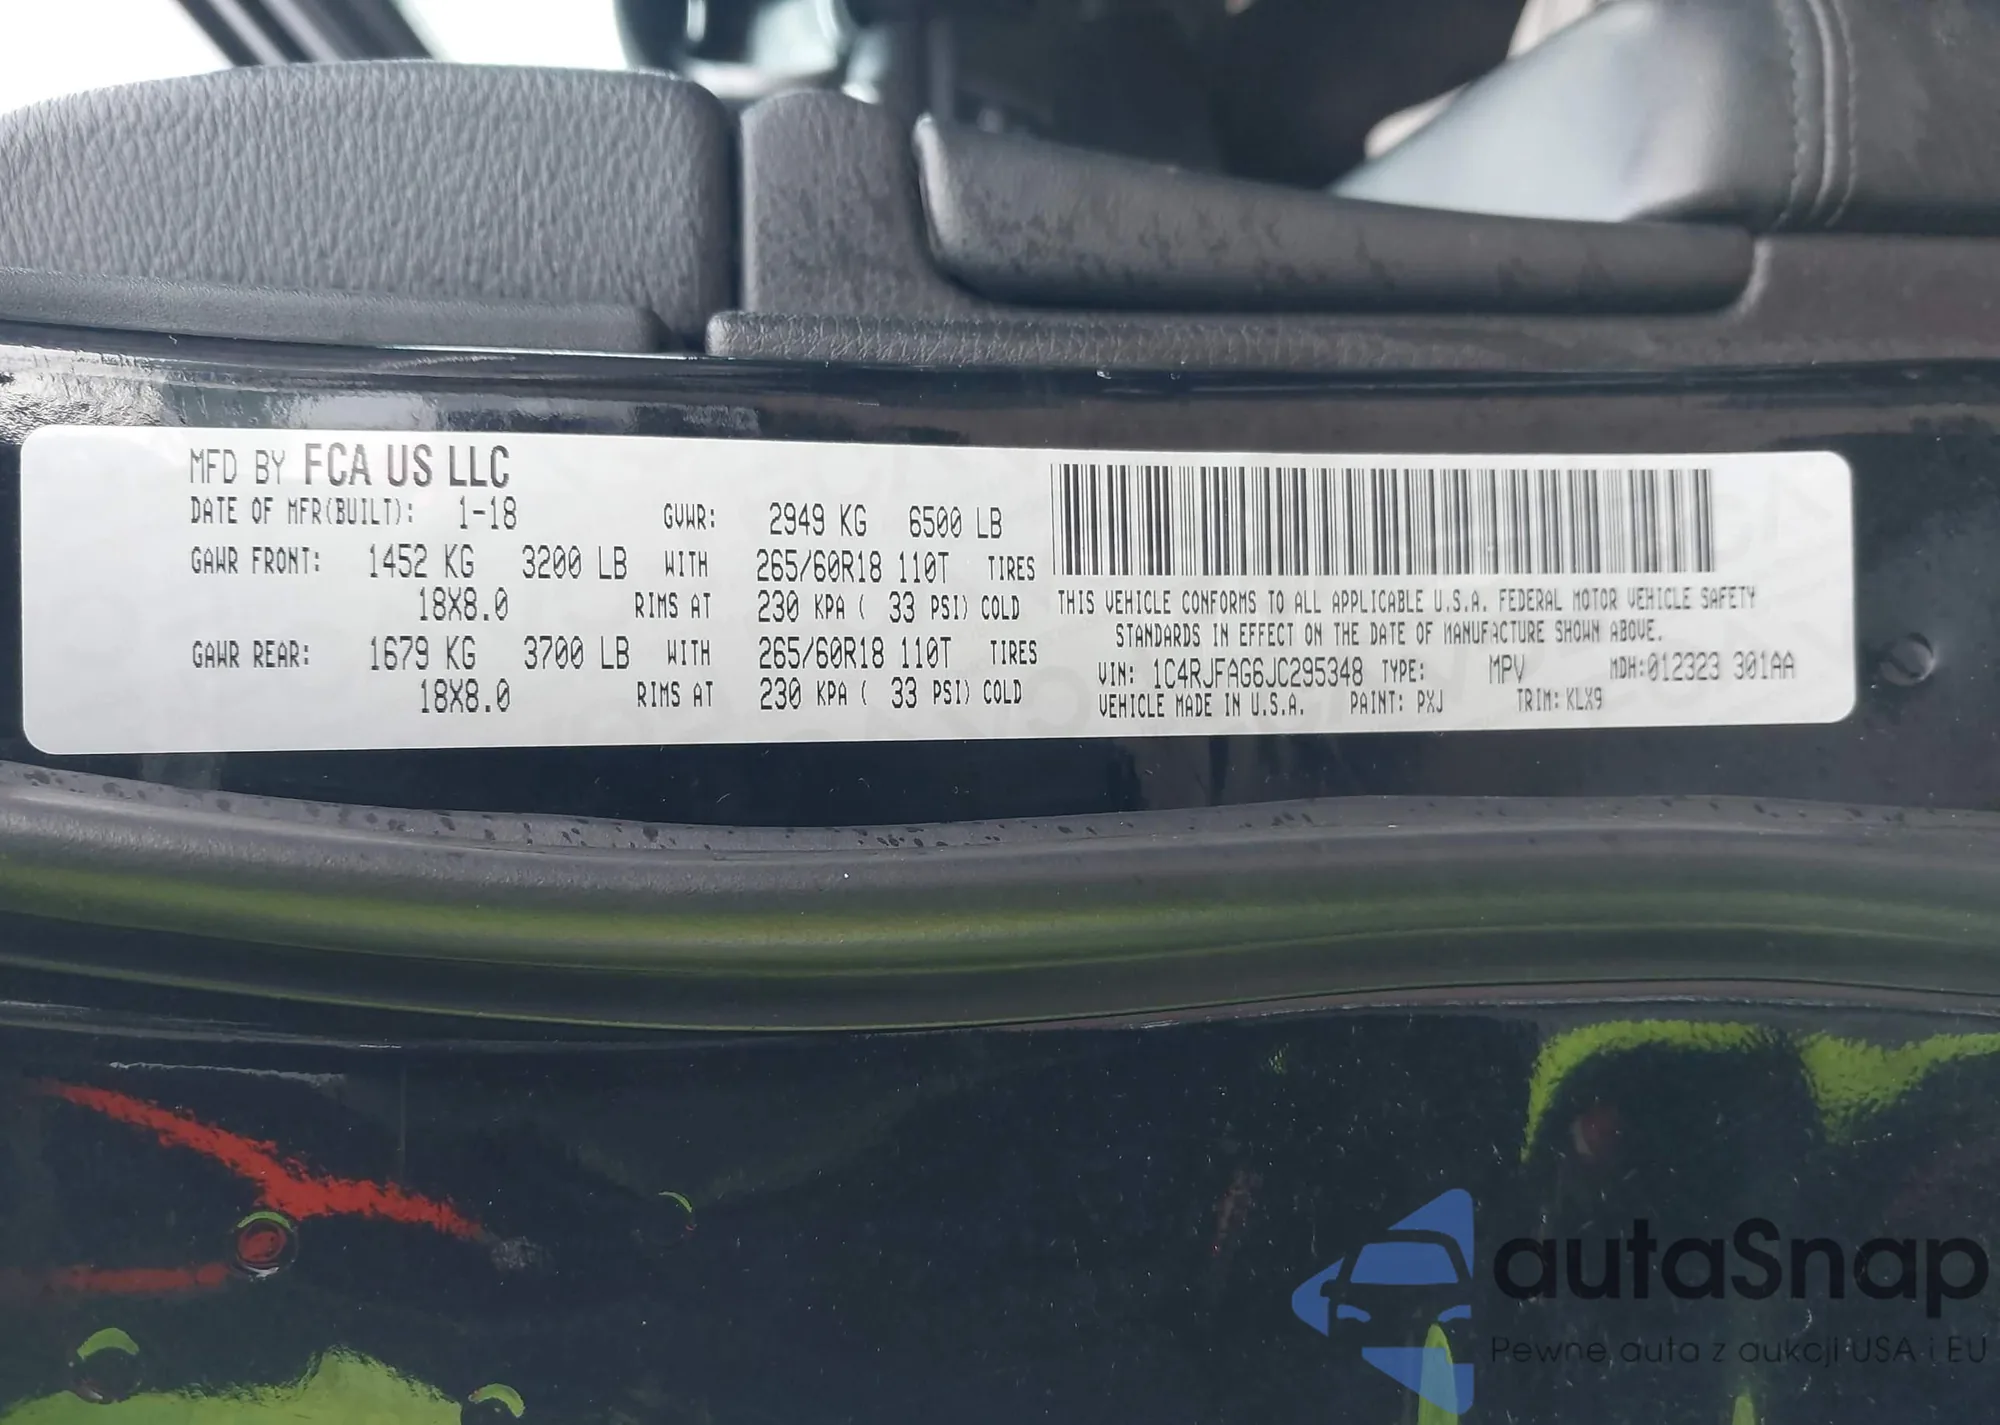 MFD BY FCA US LLC
DATE OF MFR(BUILT): 1-18 GVWR: 2949 KG 6500 LB
GAWR FRONT: 1452 KG 3200 LB WITH 265/60R18 110T TIRES
18X8.0 RIMS AT 230 KPA ( 33 PSI) COLD
GAWR REAR: 1679 KG 3700 LB WITH 265/60R18 110T TIRES
18X8.0 RIMS AT 230 KPA ( 33 PSI) COLD
THIS VEHICLE CONFORMS TO ALL APPLICABLE U.S.A. FEDERAL MOTOR VEHICLE SAFETY
STANDARDS IN EFFECT ON THE DATE OF MANUFACTURE SHOWN ABOVE.
VIN: 1C4RJFAG6JC295348 TYPE: MPV MDH:012323 301AA
VEHICLE MADE IN U.S.A. PAINT: PXJ TRIM: KLX9
autaSnap
Pewne auta z aukcji USA i EU